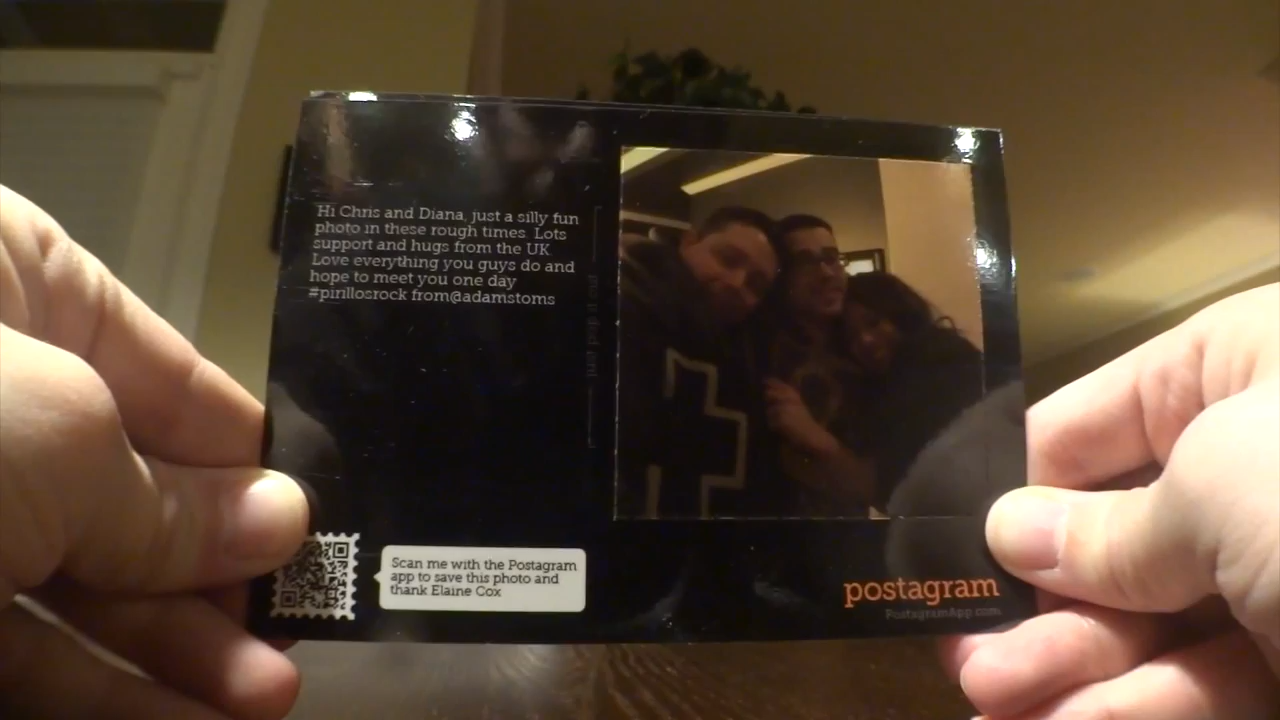 Hi Chris and Diana, just a silly fun
photo in these rough times. Lots
support and hugs from the UK.
Love everything you guys do and
hope to meet you one day
#pirillosrock from@adamstoms
Scan me with the Postagram
app to save this photo and
thank Elaine Cox
postagram
PostagramApp.com